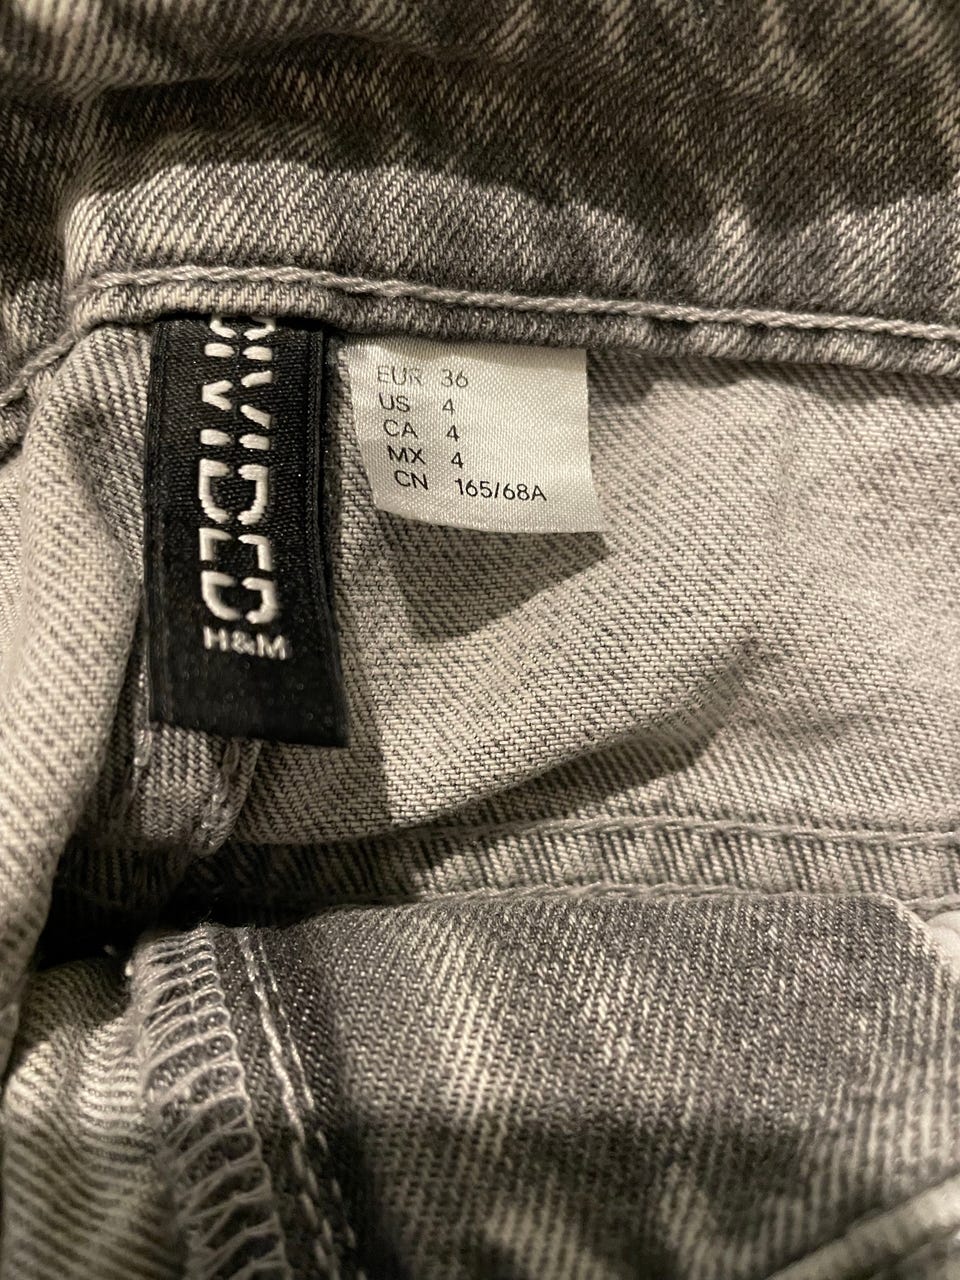 DIVIDED
H&M
EUR 36
US 4
CA 4
MX 4
CN 165/68A